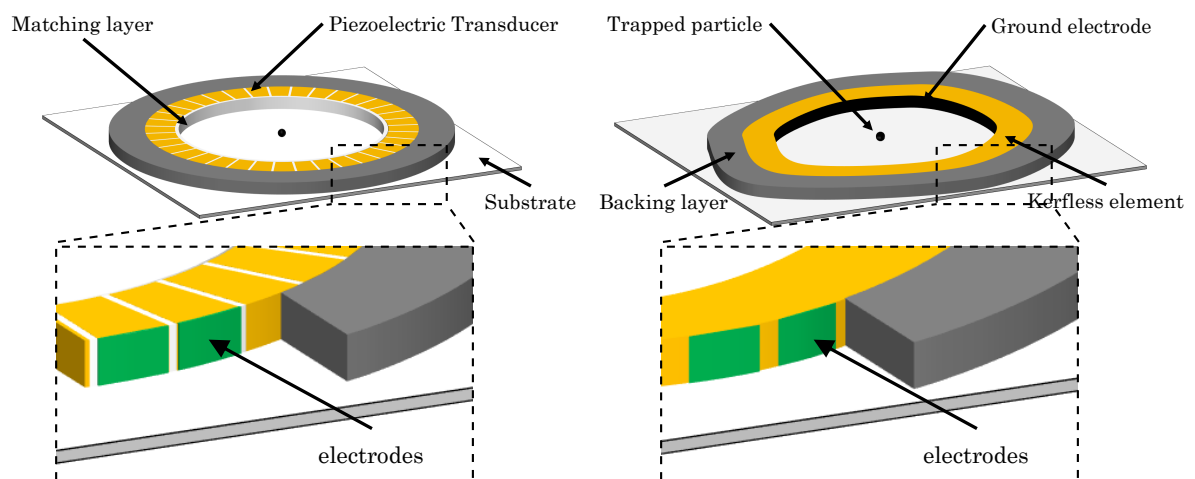 Matching layer
Piezoelectric Transducer
Trapped particle
Ground electrode
Substrate
Backing layer
Kerfless element
electrodes
electrodes